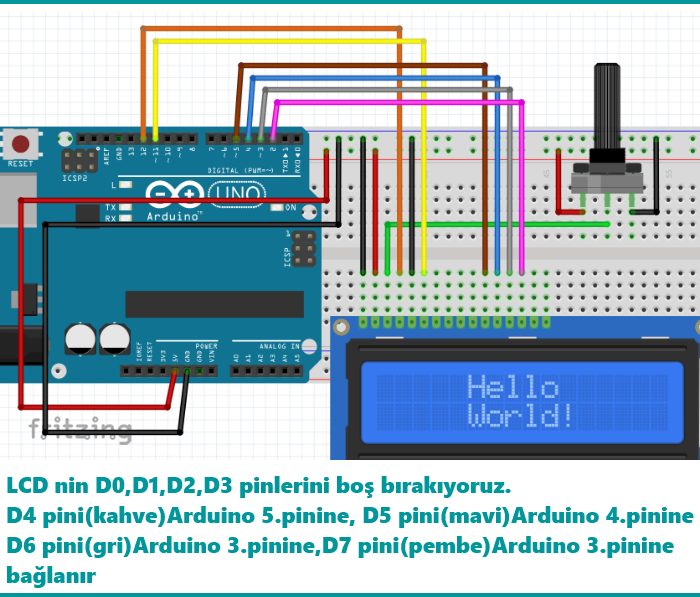 RESET
ICSP2
AREF
GND
13
12
~11
~10
~9
8
7
~6
~5
4
~3
2
TX0▶1
RX0◀0
DIGITAL (PWM=~)
L
TX
RX
UNO
Arduino™
ON
ICSP
IOREF
RESET
3V3
5V
GND
GND
VIN
POWER
A0
A1
A2
A3
A4
A5
ANALOG IN
Hello
World!
fritzing
LCD nin D0,D1,D2,D3 pinlerini boş bırakıyoruz.
D4 pini(kahve)Arduino 5.pinine, D5 pini(mavi)Arduino 4.pinine
D6 pini(gri)Arduino 3.pinine,D7 pini(pembe)Arduino 3.pinine
bağlanır